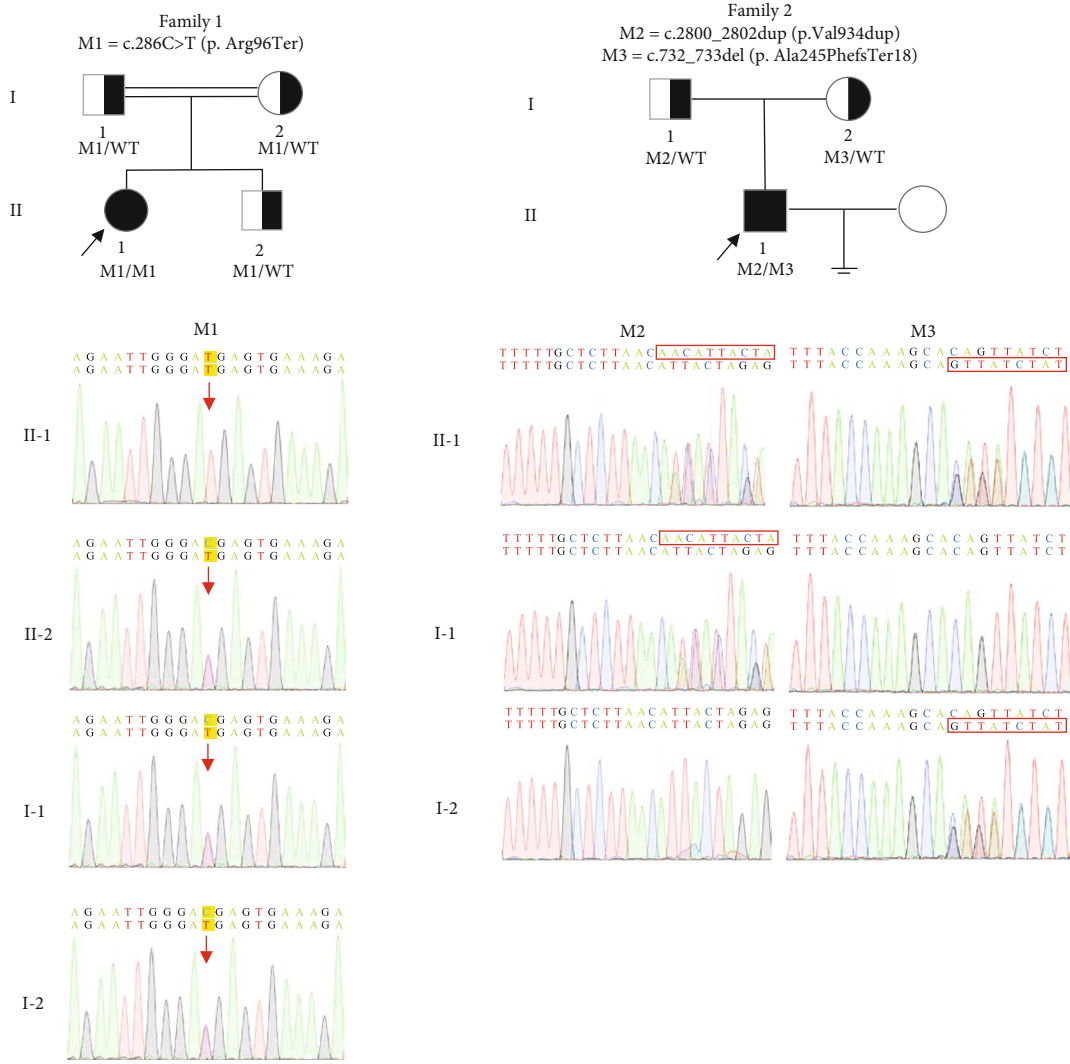 Family 1
M1 = c.286C>T (p. Arg96Ter)
I
1
2
M1/WT
M1/WT
II
1
2
M1/M1
M1/WT
Family 2
M2 = c.2800_2802dup (p.Val934dup)
M3 = c.732_733del (p. Ala245PhefsTer18)
I
1
2
M2/WT
M3/WT
II
1
M2/M3
M1
AGAATTGGGATGAGTGAAAGA
AGAATTGGGATGAGTGAAAGA
II-1
AGAATTGGGACGAGTGAAAGA
AGAATTGGGATGAGTGAAAGA
II-2
AGAATTGGGACGAGTGAAAGA
AGAATTGGGATGAGTGAAAGA
I-1
AGAATTGGGACGAGTGAAAGA
AGAATTGGGATGAGTGAAAGA
I-2
M2
M3
TTTTTGCTCTTAACAACATTACTA
TTTTTGCTCTTAACATTACTAGAG
TTTACCAAAGCACAGTTATCT
TTTACCAAAGCAGTTATCTAT
II-1
TTTTTGCTCTTAACAACATTACTA
TTTTTGCTCTTAACATTACTAGAG
TTTACCAAAGCACAGTTATCT
TTTACCAAAGCACAGTTATCT
I-1
TTTTTGCTCTTAACATTACTAGAG
TTTTTGCTCTTAACATTACTAGAG
TTTACCAAAGCACAGTTATCT
TTTACCAAAGCAGTTATCTAT
I-2